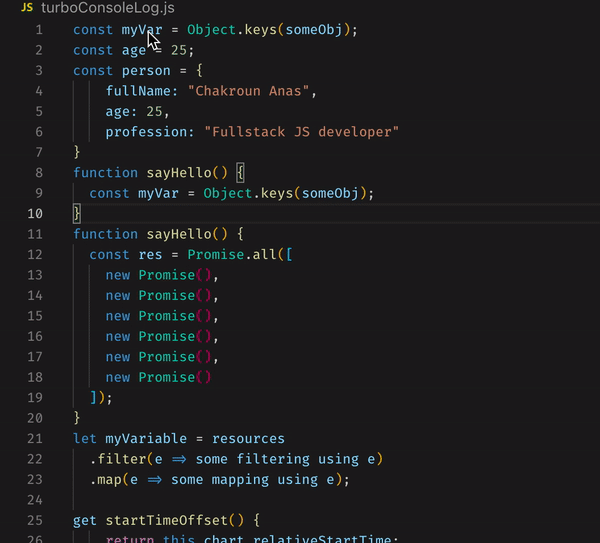 JS turboConsoleLog.js
1 const myVar = Object.keys(someObj);
2 const age = 25;
3 const person = {
4 fullName: "Chakroun Anas",
5 age: 25,
6 profession: "Fullstack JS developer"
7 }
8 function sayHello() {
9 const myVar = Object.keys(someObj);
10 }
11 function sayHello() {
12 const res = Promise.all([
13 new Promise(),
14 new Promise(),
15 new Promise(),
16 new Promise(),
17 new Promise(),
18 new Promise()
19 ]);
20 }
21 let myVariable = resources
22 .filter(e => some filtering using e)
23 .map(e => some mapping using e);
24
25 get startTimeOffset() {
26 return this.chart.relativeStartTime;